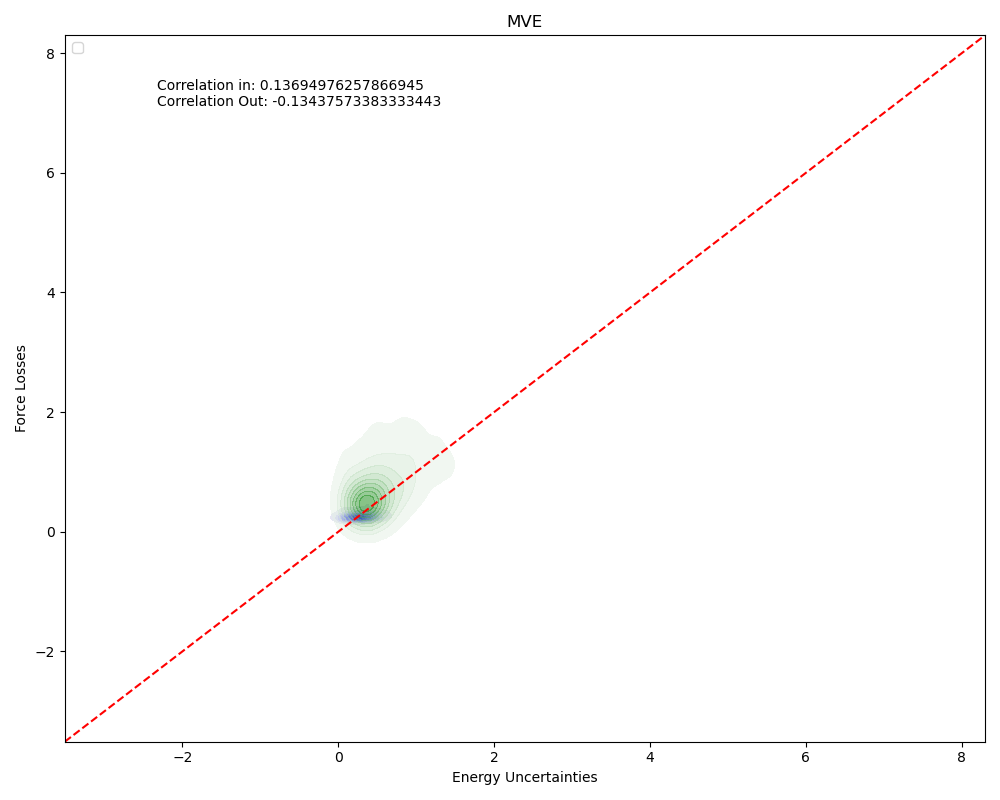 MVE
8
Correlation in: 0.13694976257866945
Correlation Out: -0.13437573383333443
6
4
2
0
−2
Force Losses
−2 0 2 4 6 8
Energy Uncertainties